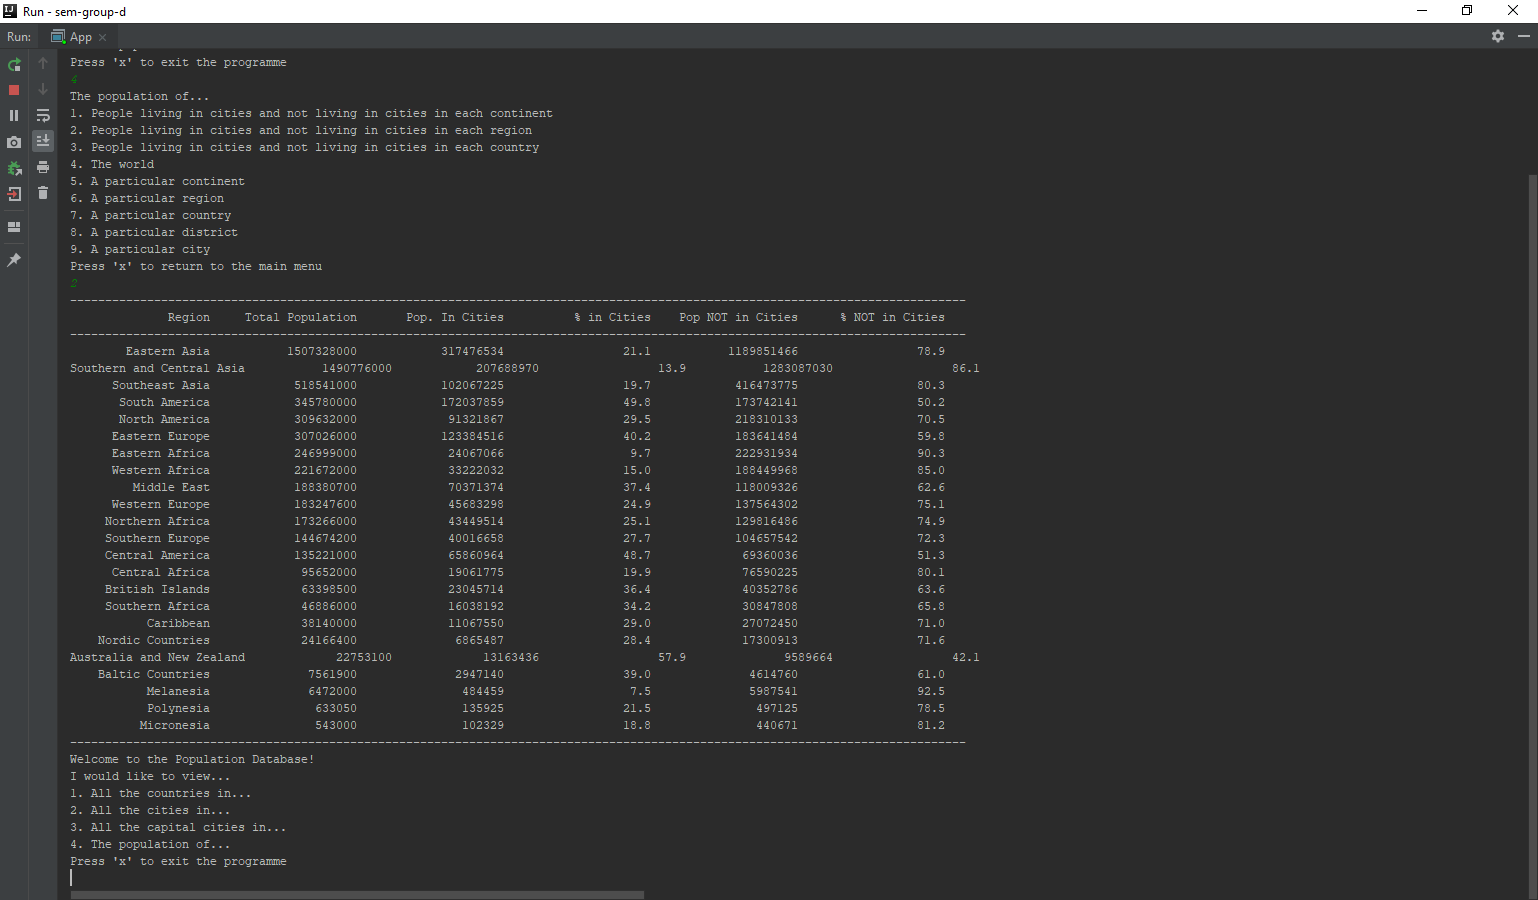 Run - sem-group-d
Run: App
Press 'x' to exit the programme
4
The population of...
1. People living in cities and not living in cities in each continent
2. People living in cities and not living in cities in each region
3. People living in cities and not living in cities in each country
4. The world
5. A particular continent
6. A particular region
7. A particular country
8. A particular district
9. A particular city
Press 'x' to return to the main menu
2
--------------------------------------------------------------------------------------------------------------------------------
Region Total Population Pop. In Cities % in Cities Pop NOT in Cities % NOT in Cities
--------------------------------------------------------------------------------------------------------------------------------
Eastern Asia 1507328000 317476534 21.1 1189851466 78.9
Southern and Central Asia 1490776000 207688970 13.9 1283087030 86.1
Southeast Asia 518541000 102067225 19.7 416473775 80.3
South America 345780000 172037859 49.8 173742141 50.2
North America 309632000 91321867 29.5 218310133 70.5
Eastern Europe 307026000 123384516 40.2 183641484 59.8
Eastern Africa 246999000 24067066 9.7 222931934 90.3
Western Africa 221672000 33222032 15.0 188449968 85.0
Middle East 188380700 70371374 37.4 118009326 62.6
Western Europe 183247600 45683298 24.9 137564302 75.1
Northern Africa 173266000 43449514 25.1 129816486 74.9
Southern Europe 144674200 40016658 27.7 104657542 72.3
Central America 135221000 65860964 48.7 69360036 51.3
Central Africa 95652000 19061775 19.9 76590225 80.1
British Islands 63398500 23045714 36.4 40352786 63.6
Southern Africa 46886000 16038192 34.2 30847808 65.8
Caribbean 38140000 11067550 29.0 27072450 71.0
Nordic Countries 24166400 6865487 28.4 17300913 71.6
Australia and New Zealand 22753100 13163436 57.9 9589664 42.1
Baltic Countries 7561900 2947140 39.0 4614760 61.0
Melanesia 6472000 484459 7.5 5987541 92.5
Polynesia 633050 135925 21.5 497125 78.5
Micronesia 543000 102329 18.8 440671 81.2
--------------------------------------------------------------------------------------------------------------------------------
Welcome to the Population Database!
I would like to view...
1. All the countries in...
2. All the cities in...
3. All the capital cities in...
4. The population of...
Press 'x' to exit the programme